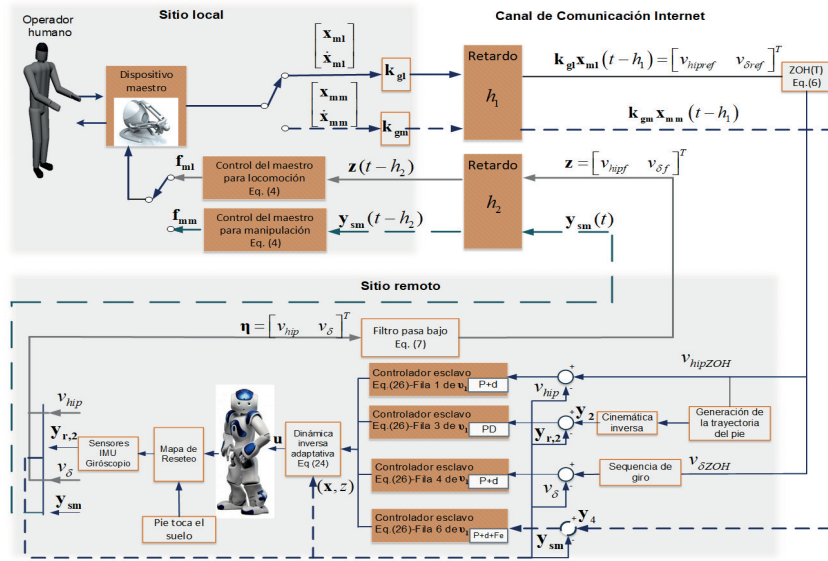 Sitio local
Canal de Comunicación Internet
Operador
humano
Dispositivo
maestro
[x_m1
ẋ_m1]
[x_mm
ẋ_mm]
k_gl
k_gm
Retardo
h_1
k_gl x_ml (t − h_1) = [v_hipref v_δref]^T
ZOH(T)
Eq.(6)
k_gm x_mm (t − h_1)
f_ml
Control del maestro
para locomoción
Eq. (4)
z(t − h_2)
Retardo
h_2
z = [v_hipf v_δf]^T
f_mm
Control del maestro
para manipulación
Eq. (4)
y_sm (t − h_2)
y_sm (t)
Sitio remoto
η = [v_hip v_δ]^T
Filtro pasa bajo
Eq. (7)
v_hip
y_r,2
v_δ
y_sm
Sensores
IMU
Giróscopio
Mapa de
Reseteo
Pie toca el
suelo
u
Dinámica
inversa
adaptativa
Eq (24)
(x, z)
Controlador esclavo
Eq.(26)-Fila 1 de υ_1
P+d
Controlador esclavo
Eq.(26)-Fila 3 de υ_1
PD
Controlador esclavo
Eq.(26)-Fila 4 de υ_1
P+d
Controlador esclavo
Eq.(26)-Fila 6 de υ_1
P+d+Fe
+
-
v_hip
v_hipZOH
+
-
y_2
y_r,2
Cinemática
inversa
Generación de
la trayectoria
del pie
+
-
v_δ
Sequencia de
giro
v_δZOH
+
-
y_4
y_sm